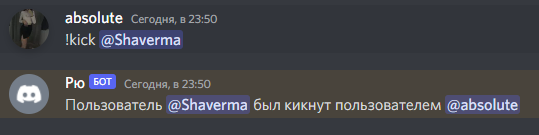 absolute Сегодня, в 23:50
!kick @Shaverma
Рю БОТ Сегодня, в 23:50
Пользователь @Shaverma был кикнут пользователем @absolute